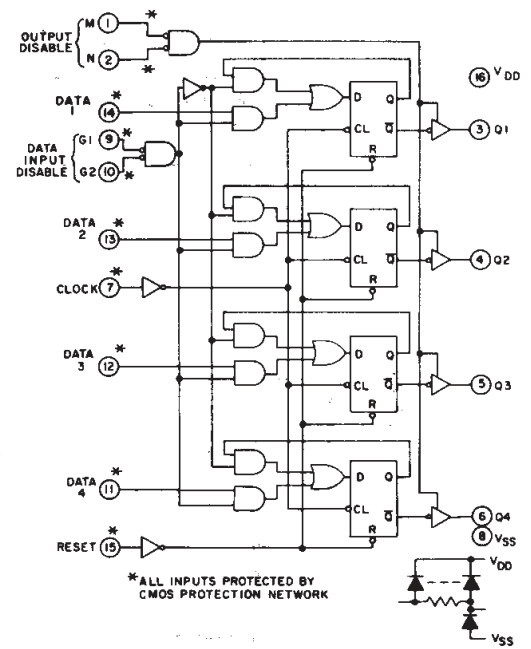 OUTPUT DISABLE
M 1 *
N 2 *
16 VDD
DATA 1 14 *
D Q
CL Q̅
R
3 Q1
DATA INPUT DISABLE
G1 9 *
G2 10 *
DATA 2 13 *
D Q
CL Q̅
R
4 Q2
CLOCK 7 *
DATA 3 12 *
D Q
CL Q̅
R
5 Q3
DATA 4 11 *
D Q
CL Q̅
R
6 Q4
8 VSS
RESET 15 *
*ALL INPUTS PROTECTED BY
CMOS PROTECTION NETWORK
VDD
VSS